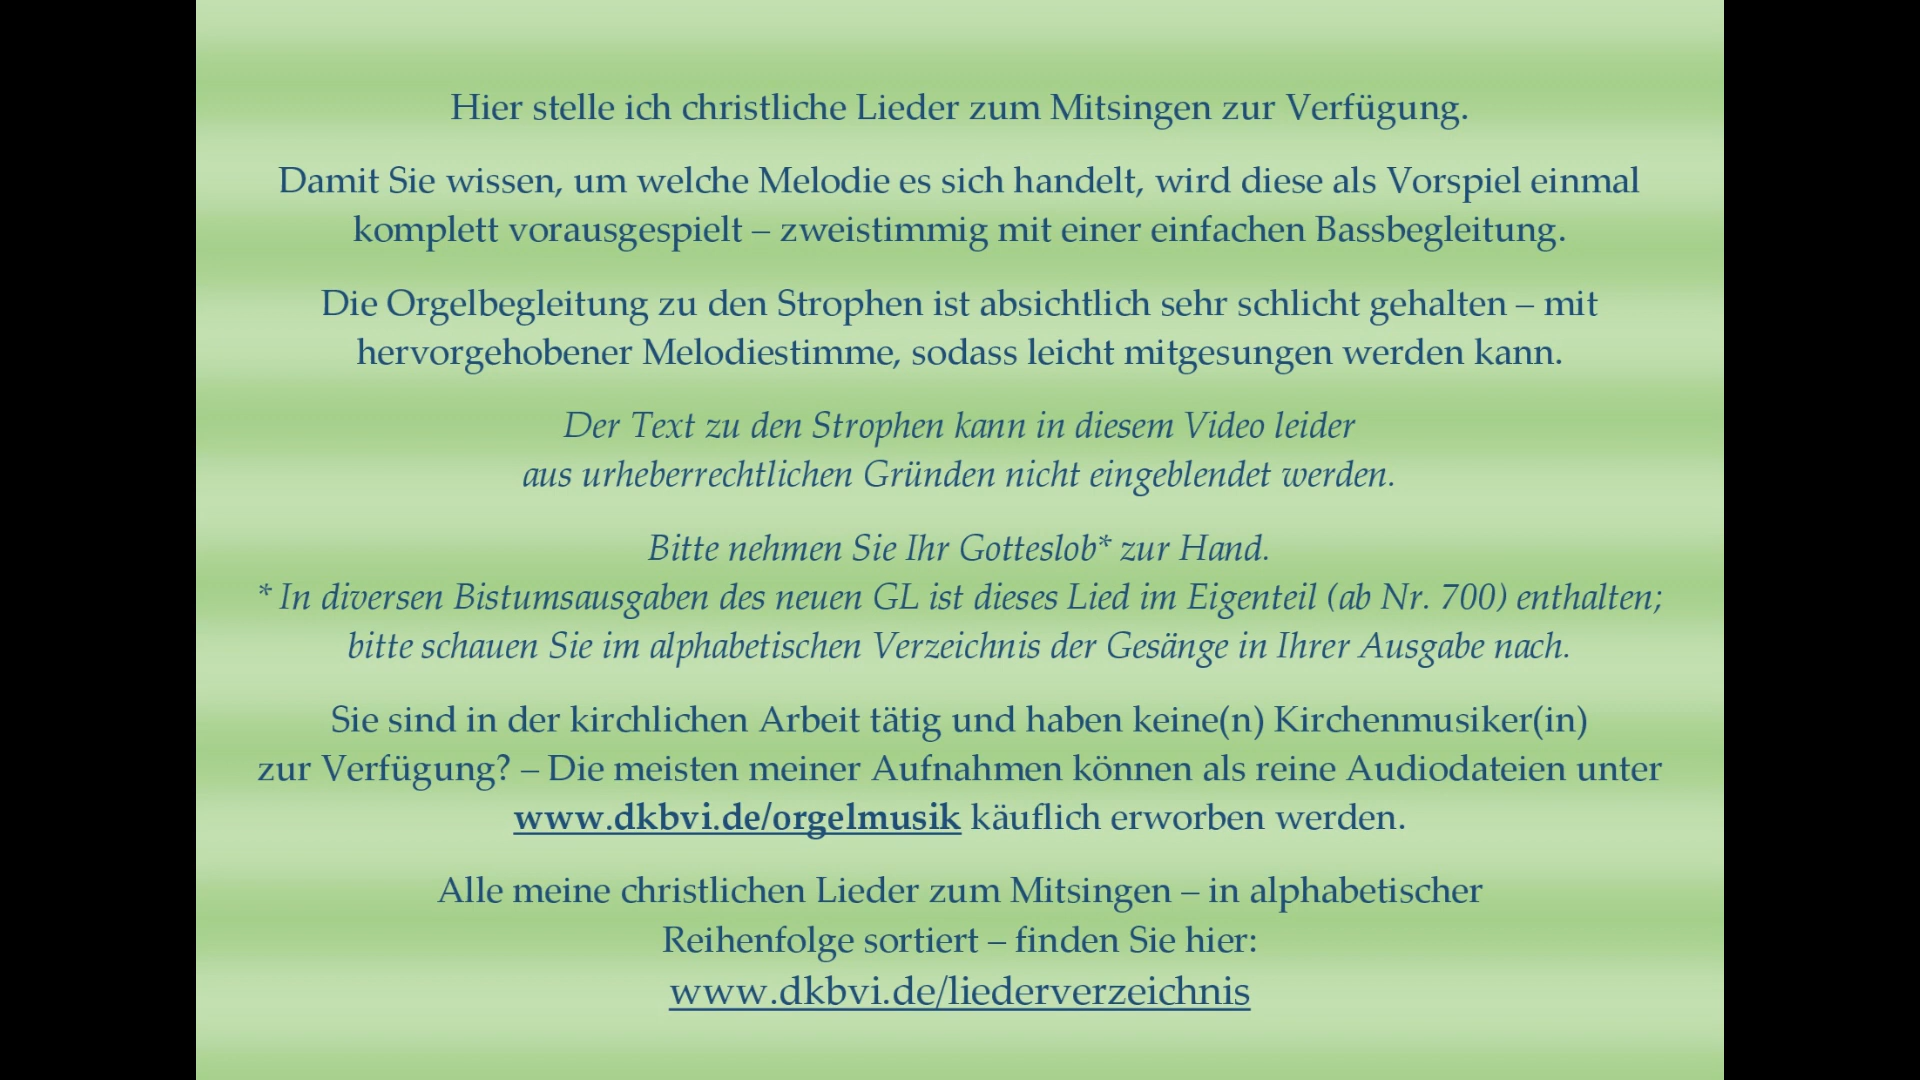 Hier stelle ich christliche Lieder zum Mitsingen zur Verfügung.
Damit Sie wissen, um welche Melodie es sich handelt, wird diese als Vorspiel einmal
komplett vorausgespielt – zweistimmig mit einer einfachen Bassbegleitung.
Die Orgelbegleitung zu den Strophen ist absichtlich sehr schlicht gehalten – mit
hervorgehobener Melodiestimme, sodass leicht mitgesungen werden kann.
Der Text zu den Strophen kann in diesem Video leider
aus urheberrechtlichen Gründen nicht eingeblendet werden.
Bitte nehmen Sie Ihr Gotteslob* zur Hand.
* In diversen Bistumsausgaben des neuen GL ist dieses Lied im Eigenteil (ab Nr. 700) enthalten;
bitte schauen Sie im alphabetischen Verzeichnis der Gesänge in Ihrer Ausgabe nach.
Sie sind in der kirchlichen Arbeit tätig und haben keine(n) Kirchenmusiker(in)
zur Verfügung? – Die meisten meiner Aufnahmen können als reine Audiodateien unter
www.dkbvi.de/orgelmusik käuflich erworben werden.
Alle meine christlichen Lieder zum Mitsingen – in alphabetischer
Reihenfolge sortiert – finden Sie hier:
www.dkbvi.de/liederverzeichnis